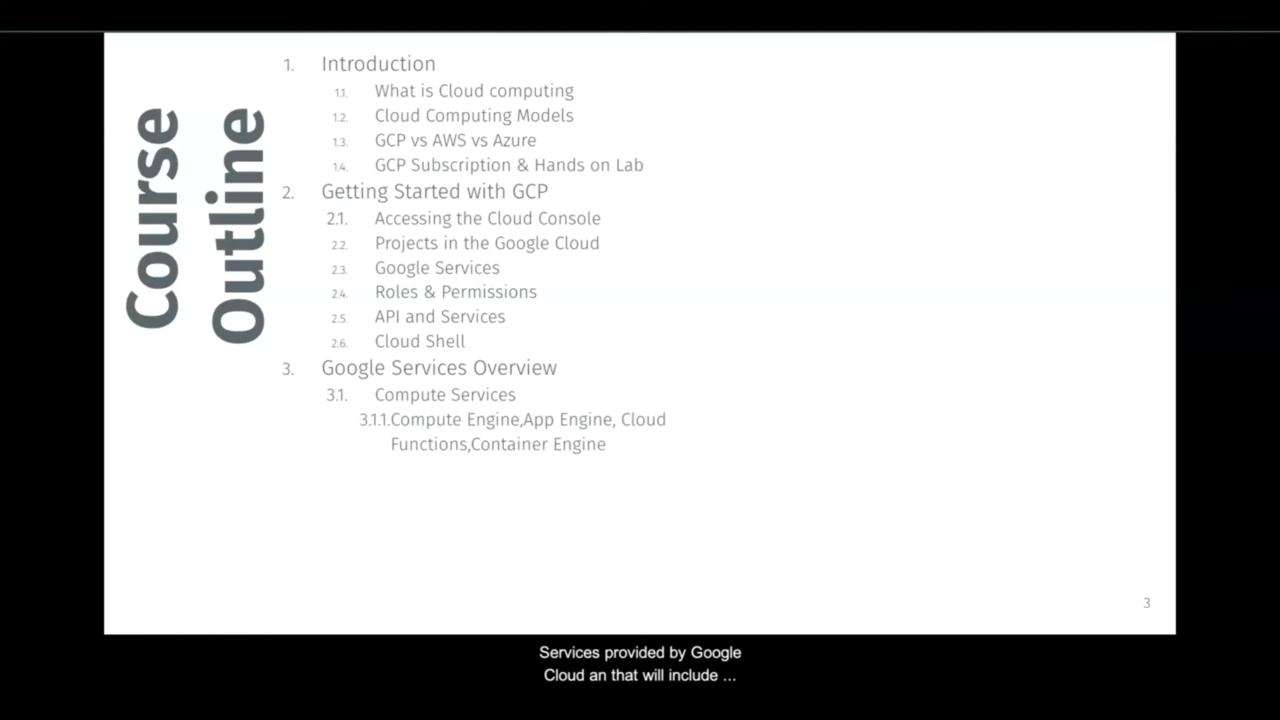 Course
Outline
1. Introduction
1.1. What is Cloud computing
1.2. Cloud Computing Models
1.3. GCP vs AWS vs Azure
1.4. GCP Subscription & Hands on Lab
2. Getting Started with GCP
2.1. Accessing the Cloud Console
2.2. Projects in the Google Cloud
2.3. Google Services
2.4. Roles & Permissions
2.5. API and Services
2.6. Cloud Shell
3. Google Services Overview
3.1. Compute Services
3.1.1.Compute Engine,App Engine, Cloud
Functions,Container Engine
3
Services provided by Google
Cloud an that will include ...